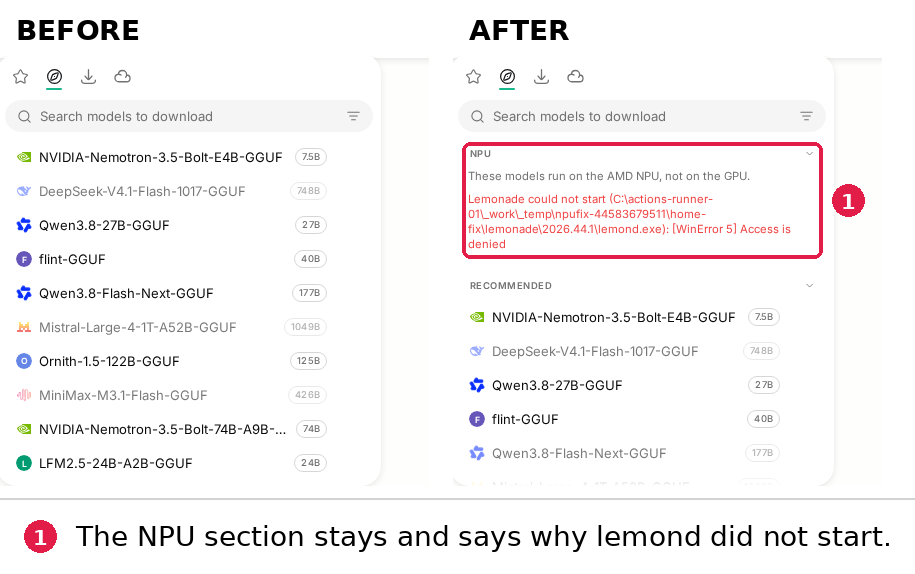 BEFORE
Search models to download
NVIDIA-Nemotron-3.5-Bolt-E4B-GGUF 7.5B
DeepSeek-V4.1-Flash-1017-GGUF 748B
Qwen3.8-27B-GGUF 27B
F flint-GGUF 40B
Qwen3.8-Flash-Next-GGUF 177B
Mistral-Large-4-1T-A52B-GGUF 1049B
O Ornith-1.5-122B-GGUF 125B
MiniMax-M3.1-Flash-GGUF 426B
NVIDIA-Nemotron-3.5-Bolt-74B-A9B-... 74B
L LFM2.5-24B-A2B-GGUF 24B
AFTER
Search models to download
NPU
These models run on the AMD NPU, not on the GPU.
Lemonade could not start (C:\actions-runner-
01\_work\_temp\npufix-44583679511\home-
fix\lemonade\2026.44.1\lemond.exe): [WinError 5] Access is
denied
1
RECOMMENDED
NVIDIA-Nemotron-3.5-Bolt-E4B-GGUF 7.5B
DeepSeek-V4.1-Flash-1017-GGUF 748B
Qwen3.8-27B-GGUF 27B
F flint-GGUF 40B
Qwen3.8-Flash-Next-GGUF 177B
1 The NPU section stays and says why lemond did not start.